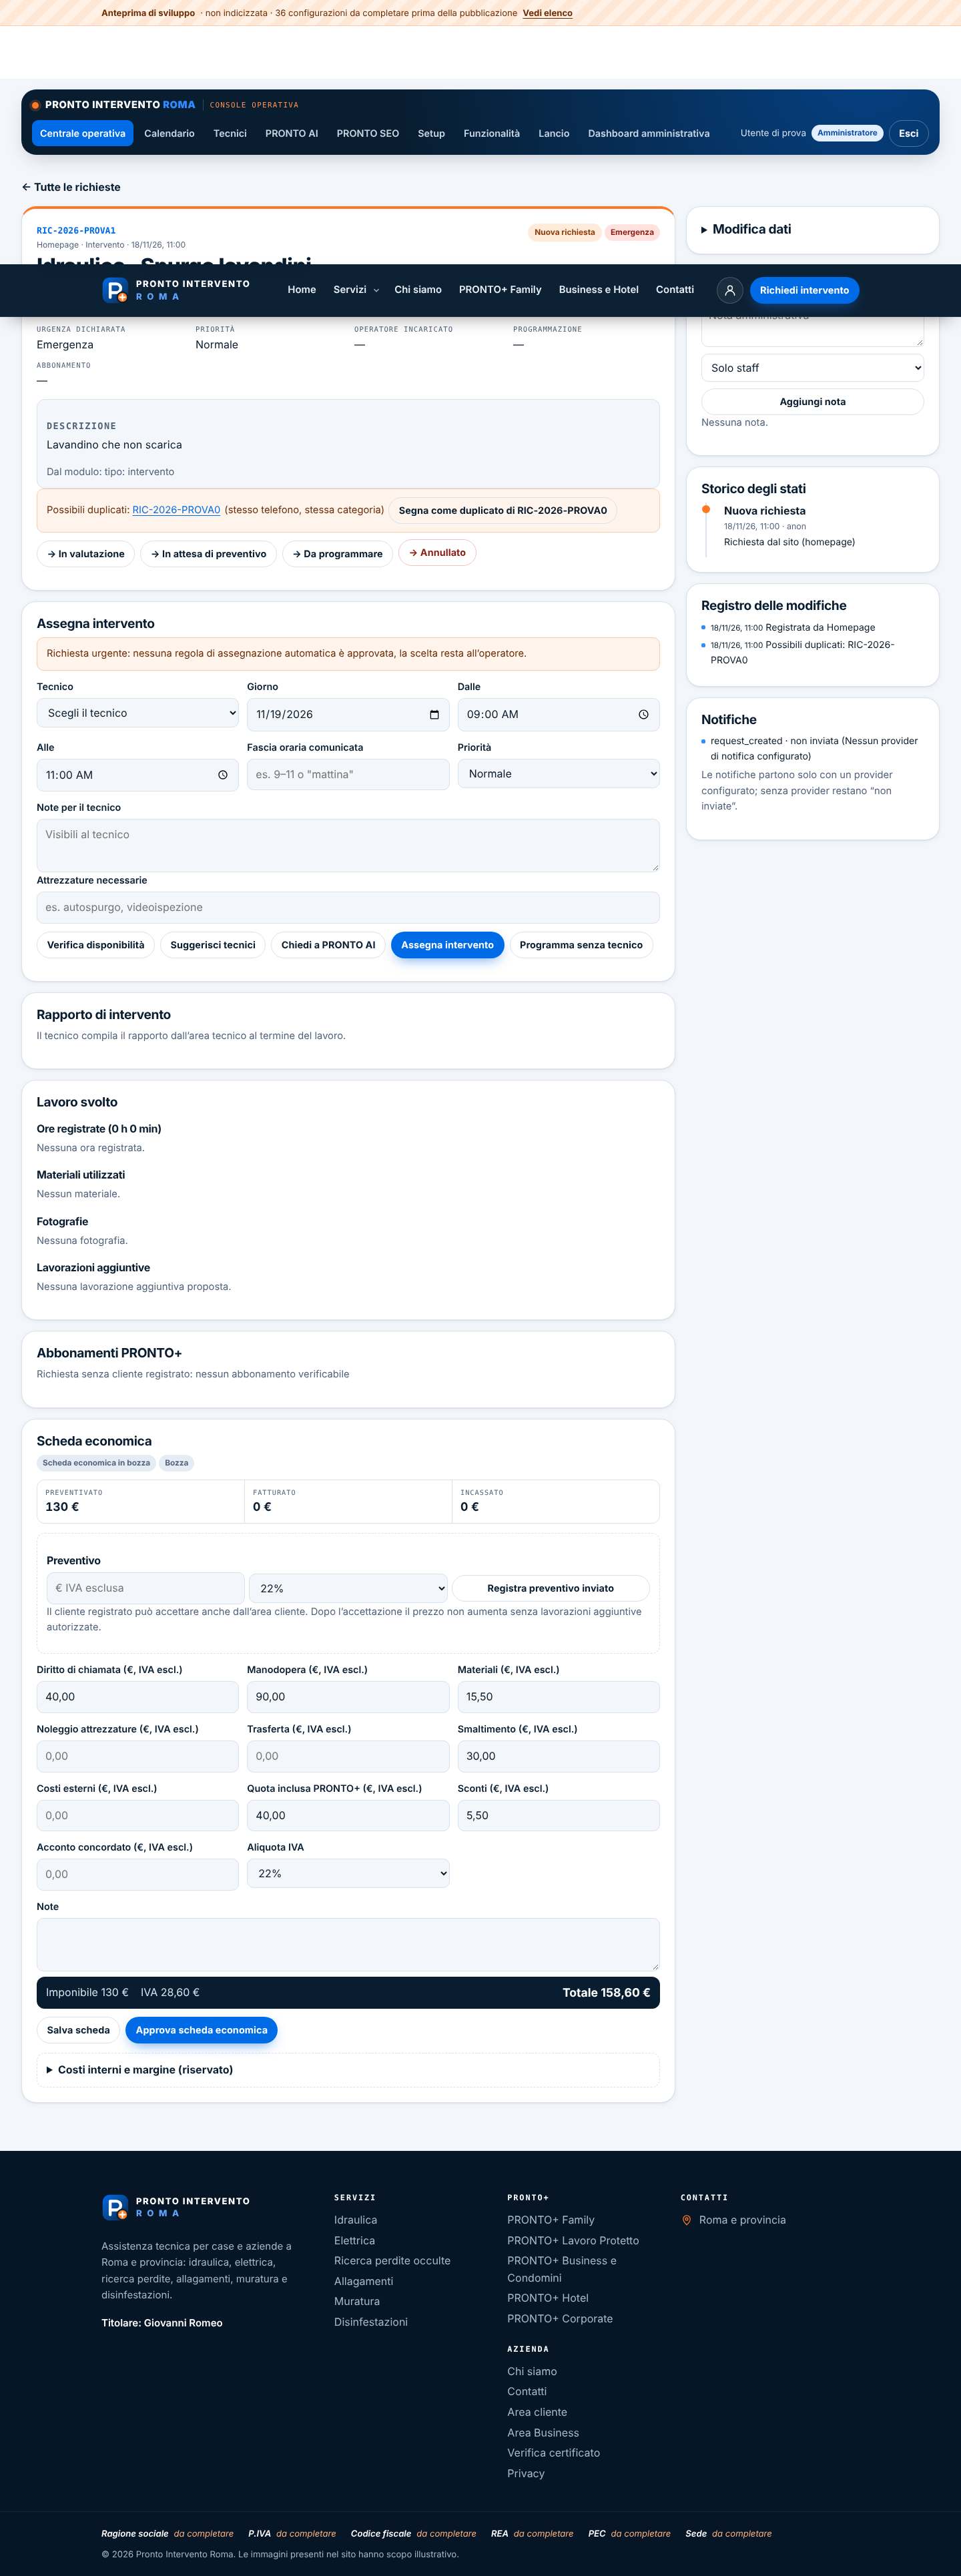 Anteprima di sviluppo · non indicizzata · 36 configurazioni da completare prima della pubblicazione Vedi elenco
PRONTO INTERVENTO ROMA CONSOLE OPERATIVA
Centrale operativa Calendario Tecnici PRONTO AI PRONTO SEO Setup Funzionalità Lancio Dashboard amministrativa Utente di prova Amministratore Esci
← Tutte le richieste
RIC-2026-PROVA1 Nuova richiesta Emergenza
Homepage · Intervento · 18/11/26, 11:00
▸ Modifica dati
PRONTO INTERVENTO
ROMA
Home Servizi Chi siamo PRONTO+ Family Business e Hotel Contatti Richiedi intervento
URGENZA DICHIARATA PRIORITÀ OPERATORE INCARICATO PROGRAMMAZIONE
Emergenza Normale — —
ABBONAMENTO
—
DESCRIZIONE
Lavandino che non scarica
Dal modulo: tipo: intervento
Possibili duplicati: RIC-2026-PROVA0 (stesso telefono, stessa categoria) Segna come duplicato di RIC-2026-PROVA0
→ In valutazione → In attesa di preventivo → Da programmare → Annullato
Solo staff
Aggiungi nota
Nessuna nota.
Storico degli stati
Nuova richiesta
18/11/26, 11:00 · anon
Richiesta dal sito (homepage)
Registro delle modifiche
18/11/26, 11:00 Registrata da Homepage
18/11/26, 11:00 Possibili duplicati: RIC-2026-
PROVA0
Notifiche
request_created · non inviata (Nessun provider
di notifica configurato)
Le notifiche partono solo con un provider
configurato; senza provider restano “non
inviate”.
Assegna intervento
Richiesta urgente: nessuna regola di assegnazione automatica è approvata, la scelta resta all’operatore.
Tecnico Giorno Dalle
Scegli il tecnico 11/19/2026 09:00 AM
Alle Fascia oraria comunicata Priorità
11:00 AM es. 9–11 o "mattina" Normale
Note per il tecnico
Visibili al tecnico
Attrezzature necessarie
es. autospurgo, videoispezione
Verifica disponibilità Suggerisci tecnici Chiedi a PRONTO AI Assegna intervento Programma senza tecnico
Rapporto di intervento
Il tecnico compila il rapporto dall’area tecnico al termine del lavoro.
Lavoro svolto
Ore registrate (0 h 0 min)
Nessuna ora registrata.
Materiali utilizzati
Nessun materiale.
Fotografie
Nessuna fotografia.
Lavorazioni aggiuntive
Nessuna lavorazione aggiuntiva proposta.
Abbonamenti PRONTO+
Richiesta senza cliente registrato: nessun abbonamento verificabile
Scheda economica
Scheda economica in bozza Bozza
PREVENTIVATO FATTURATO INCASSATO
130 € 0 € 0 €
Preventivo
€ IVA esclusa 22% Registra preventivo inviato
Il cliente registrato può accettare anche dall’area cliente. Dopo l’accettazione il prezzo non aumenta senza lavorazioni aggiuntive
autorizzate.
Diritto di chiamata (€, IVA escl.) Manodopera (€, IVA escl.) Materiali (€, IVA escl.)
40,00 90,00 15,50
Noleggio attrezzature (€, IVA escl.) Trasferta (€, IVA escl.) Smaltimento (€, IVA escl.)
0,00 0,00 30,00
Costi esterni (€, IVA escl.) Quota inclusa PRONTO+ (€, IVA escl.) Sconti (€, IVA escl.)
0,00 40,00 5,50
Acconto concordato (€, IVA escl.) Aliquota IVA
0,00 22%
Note
Imponibile 130 € IVA 28,60 € Totale 158,60 €
Salva scheda Approva scheda economica
▸ Costi interni e margine (riservato)
PRONTO INTERVENTO
ROMA
Assistenza tecnica per case e aziende a
Roma e provincia: idraulica, elettrica,
ricerche perdite, allagamenti, muratura e
disinfestazioni.
Titolare: Giovanni Romeo
SERVIZI
Idraulica
Elettrica
Ricerca perdite occulte
Allagamenti
Muratura
Disinfestazioni
PRONTO+
PRONTO+ Family
PRONTO+ Lavoro Protetto
PRONTO+ Business e
Condomini
PRONTO+ Hotel
PRONTO+ Corporate
AZIENDA
Chi siamo
Contatti
Area cliente
Area Business
Verifica certificato
Privacy
CONTATTI
Roma e provincia
Ragione sociale da completare P.IVA da completare Codice fiscale da completare REA da completare PEC da completare Sede da completare
© 2026 Pronto Intervento Roma. Le immagini presenti nel sito hanno scopo illustrativo.